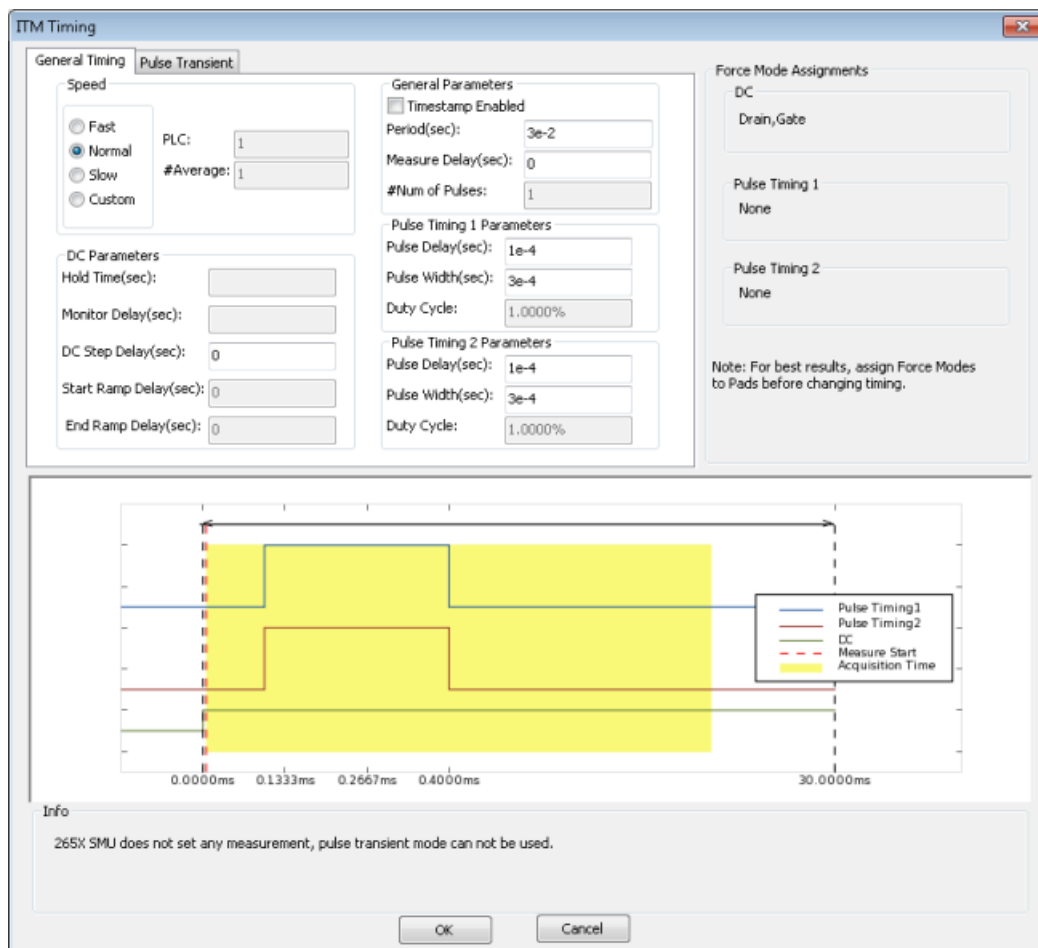 ITM Timing
General Timing
Pulse Transient
Speed
Fast
Normal
Slow
Custom
PLC:
1
#Average:
1
DC Parameters
Hold Time(sec):
Monitor Delay(sec):
DC Step Delay(sec):
0
Start Ramp Delay(sec):
0
End Ramp Delay(sec):
0
General Parameters
Timestamp Enabled
Period(sec):
3e-2
Measure Delay(sec):
0
#Num of Pulses:
1
Pulse Timing 1 Parameters
Pulse Delay(sec):
1e-4
Pulse Width(sec):
3e-4
Duty Cycle:
1.0000%
Pulse Timing 2 Parameters
Pulse Delay(sec):
1e-4
Pulse Width(sec):
3e-4
Duty Cycle:
1.0000%
Force Mode Assignments
DC
Drain,Gate
Pulse Timing 1
None
Pulse Timing 2
None
Note: For best results, assign Force Modes
to Pads before changing timing.
Pulse Timing1
Pulse Timing2
DC
Measure Start
Acquisition Time
0.0000ms
0.1333ms
0.2667ms
0.4000ms
30.0000ms
Info
265X SMU does not set any measurement, pulse transient mode can not be used.
OK
Cancel